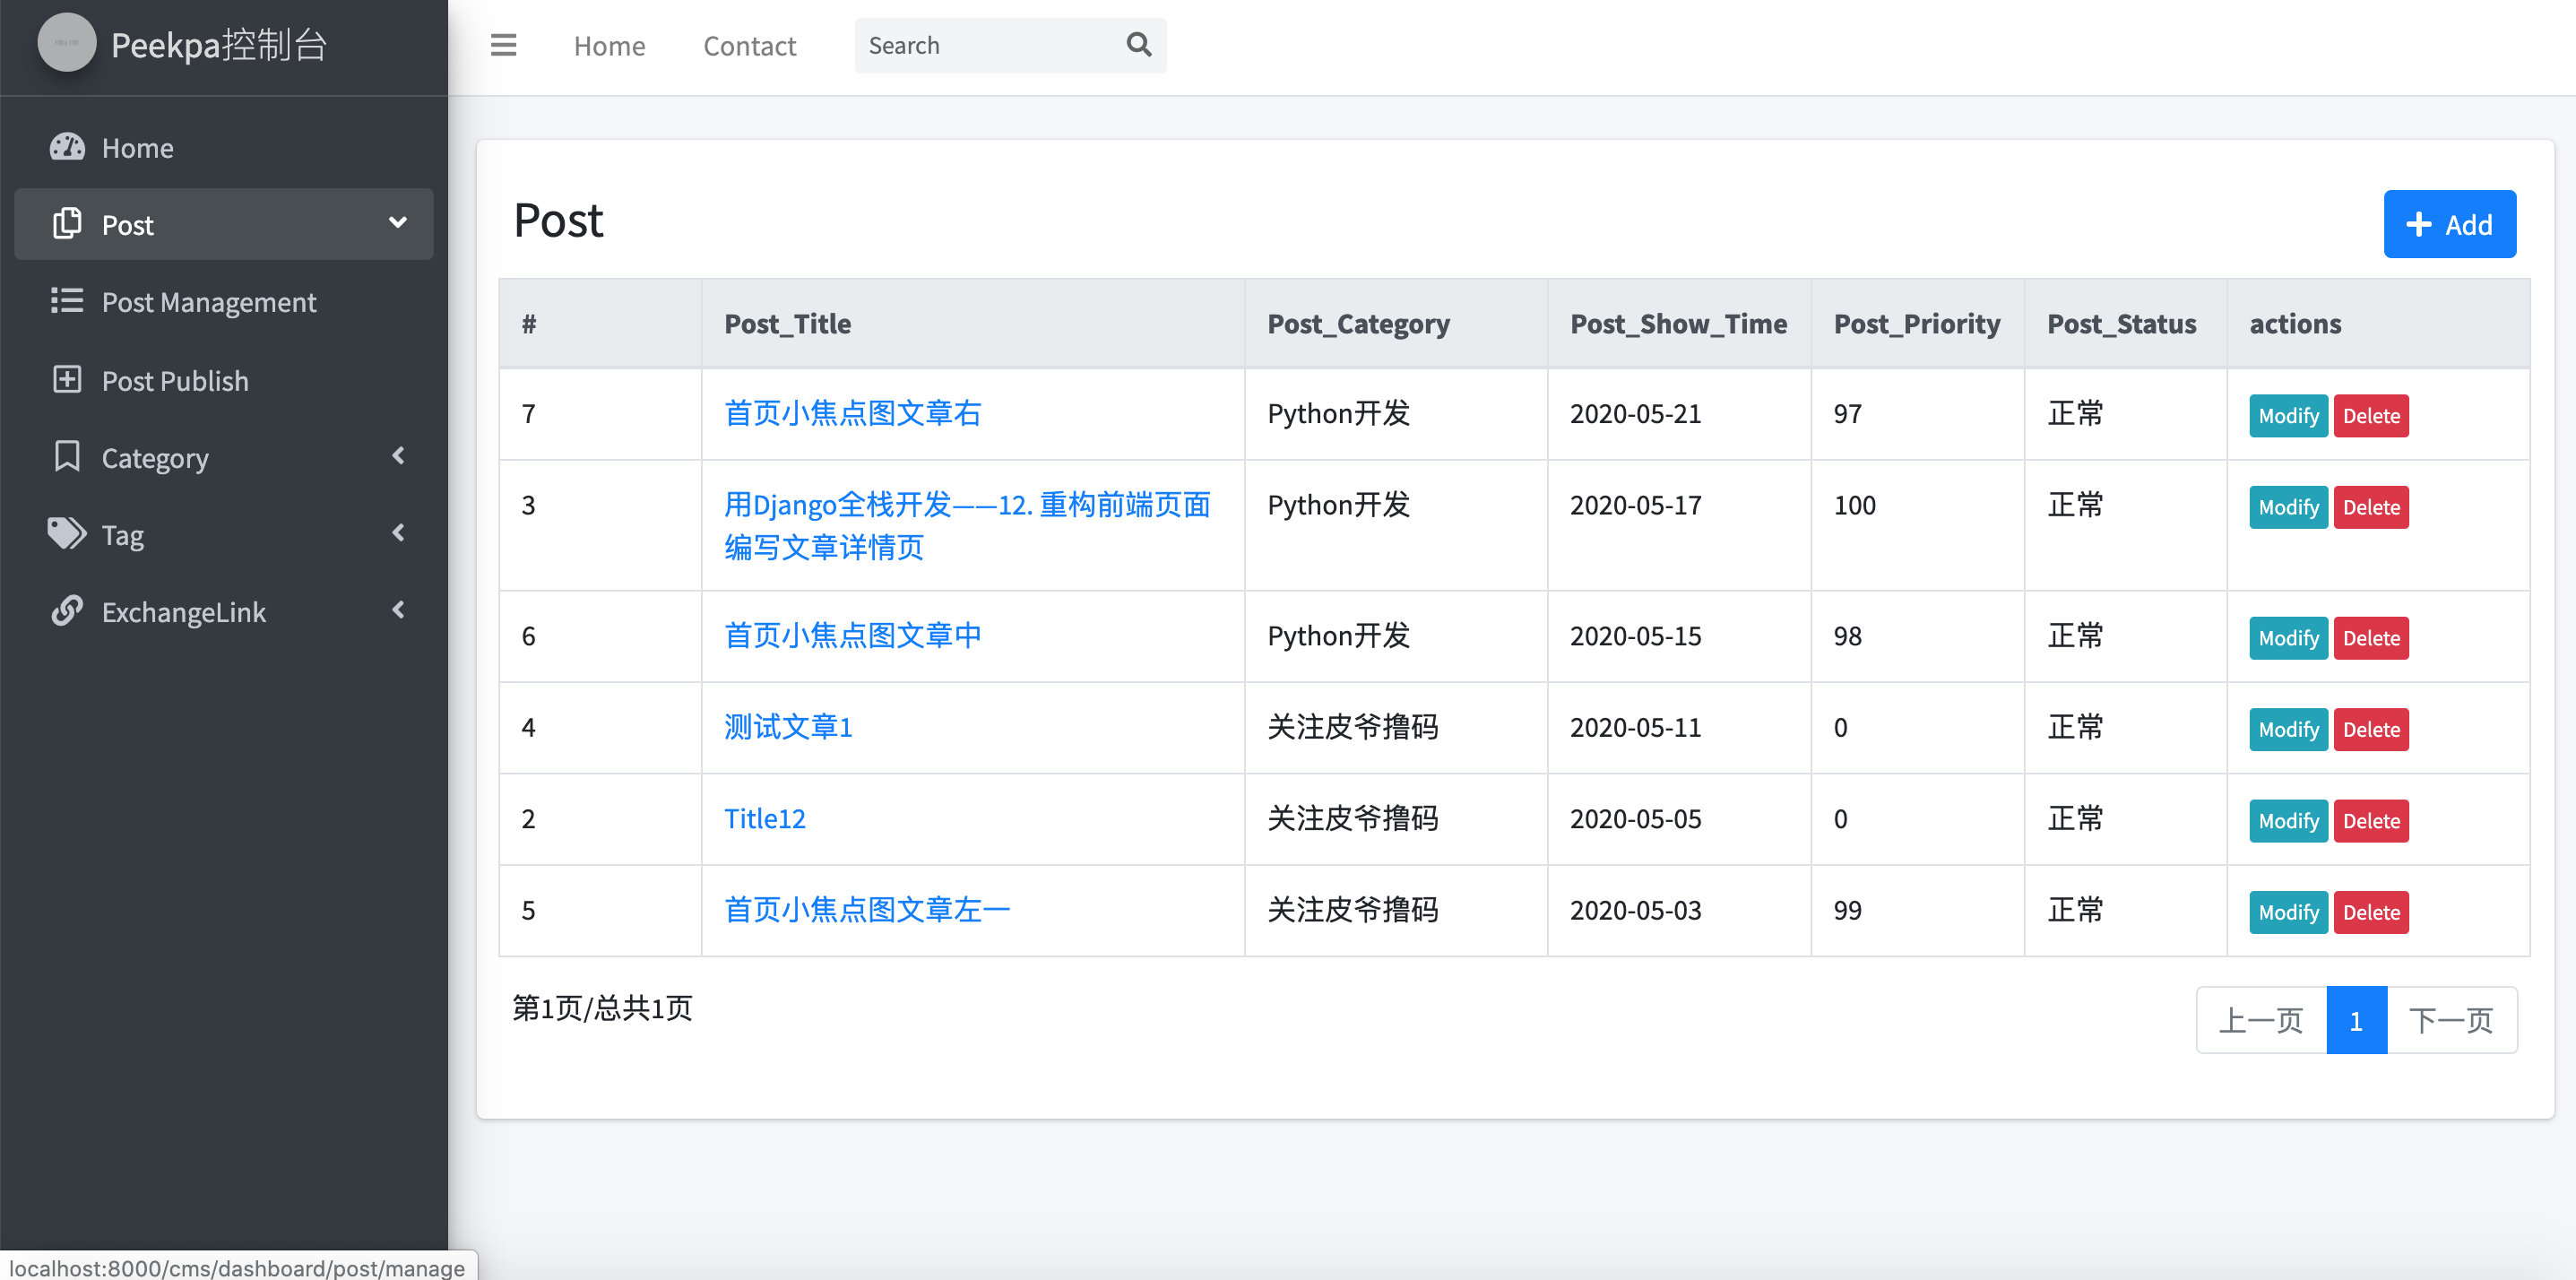 Peekpa控制台
Home
Contact
Search
Home
Post
Post Management
Post Publish
Category
Tag
ExchangeLink
Post
Add
# Post_Title Post_Category Post_Show_Time Post_Priority Post_Status actions
7 首页小焦点图文章右 Python开发 2020-05-21 97 正常 Modify Delete
3 用Django全栈开发——12. 重构前端页面 Python开发 2020-05-17 100 正常 Modify Delete
编写文章详情页
6 首页小焦点图文章中 Python开发 2020-05-15 98 正常 Modify Delete
4 测试文章1 关注皮爷撸码 2020-05-11 0 正常 Modify Delete
2 Title12 关注皮爷撸码 2020-05-05 0 正常 Modify Delete
5 首页小焦点图文章左一 关注皮爷撸码 2020-05-03 99 正常 Modify Delete
第1页/总共1页
上一页 1 下一页
localhost:8000/cms/dashboard/post/manage